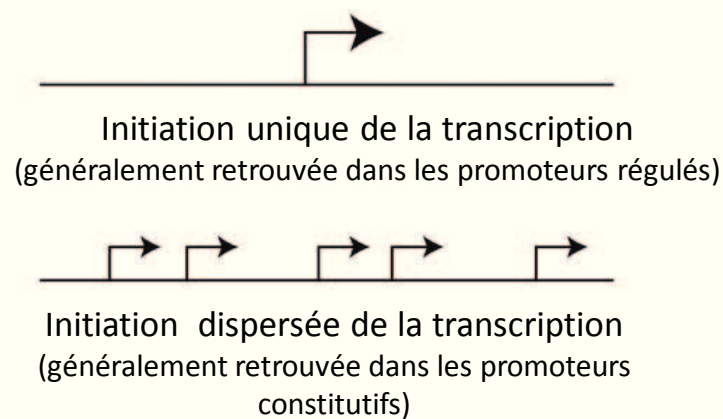 Initiation unique de la transcription
(généralement retrouvée dans les promoteurs régulés)
Initiation dispersée de la transcription
(généralement retrouvée dans les promoteurs
constitutifs)